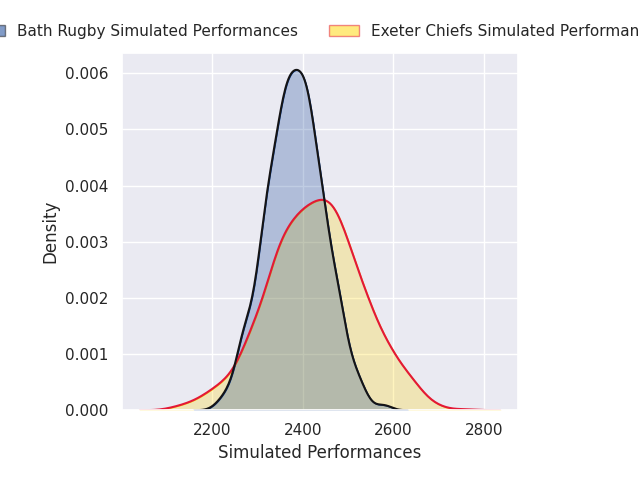 Bath Rugby Simulated Performances Exeter Chiefs Simulated
0.006
0.005
0.004
0.003
0.002
0.001
0.000
Density
2200 2400 2600 2800
Simulated Performances